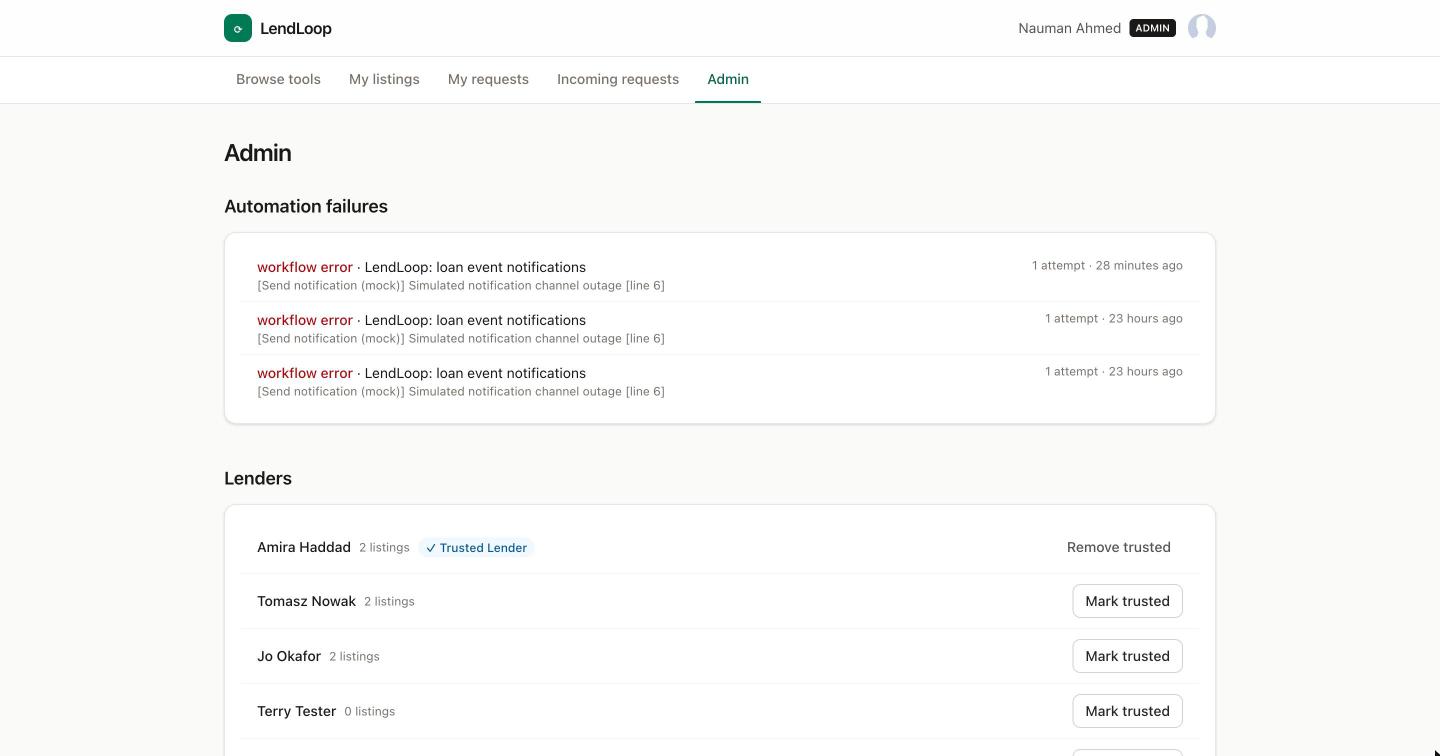 LendLoop
Nauman Ahmed ADMIN
Browse tools My listings My requests Incoming requests Admin
Admin
Automation failures
workflow error · LendLoop: loan event notifications 1 attempt · 28 minutes ago
[Send notification (mock)] Simulated notification channel outage [line 6]
workflow error · LendLoop: loan event notifications 1 attempt · 23 hours ago
[Send notification (mock)] Simulated notification channel outage [line 6]
workflow error · LendLoop: loan event notifications 1 attempt · 23 hours ago
[Send notification (mock)] Simulated notification channel outage [line 6]
Lenders
Amira Haddad 2 listings ✓ Trusted Lender Remove trusted
Tomasz Nowak 2 listings Mark trusted
Jo Okafor 2 listings Mark trusted
Terry Tester 0 listings Mark trusted